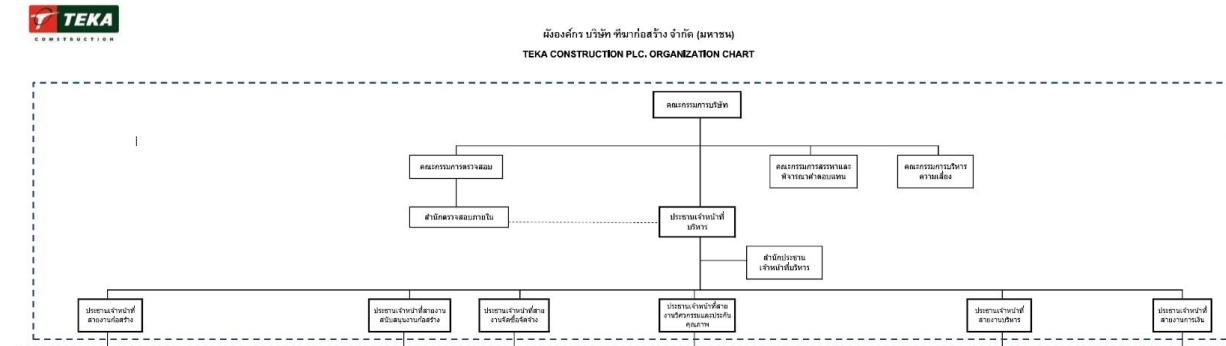 TEKA
CONSTRUCTION
ผังองค์กร บริษัท ฑีฆาก่อสร้าง จำกัด (มหาชน)
TEKA CONSTRUCTION PLC. ORGANIZATION CHART
คณะกรรมการบริษัท
คณะกรรมการตรวจสอบ
คณะกรรมการสรรหาและ
พิจารณาค่าตอบแทน
คณะกรรมการบริหาร
ความเสี่ยง
สำนักตรวจสอบภายใน
ประธานเจ้าหน้าที่
บริหาร
สำนักประธาน
เจ้าหน้าที่บริหาร
ประธานเจ้าหน้าที่
สายงานก่อสร้าง
ประธานเจ้าหน้าที่สายงาน
สนับสนุนงานก่อสร้าง
ประธานเจ้าหน้าที่สาย
งานจัดซื้อจัดจ้าง
ประธานเจ้าหน้าที่สาย
งานวิศวกรรมและประกัน
คุณภาพ
ประธานเจ้าหน้าที่
สายงานบริหาร
ประธานเจ้าหน้าที่
สายงานการเงิน